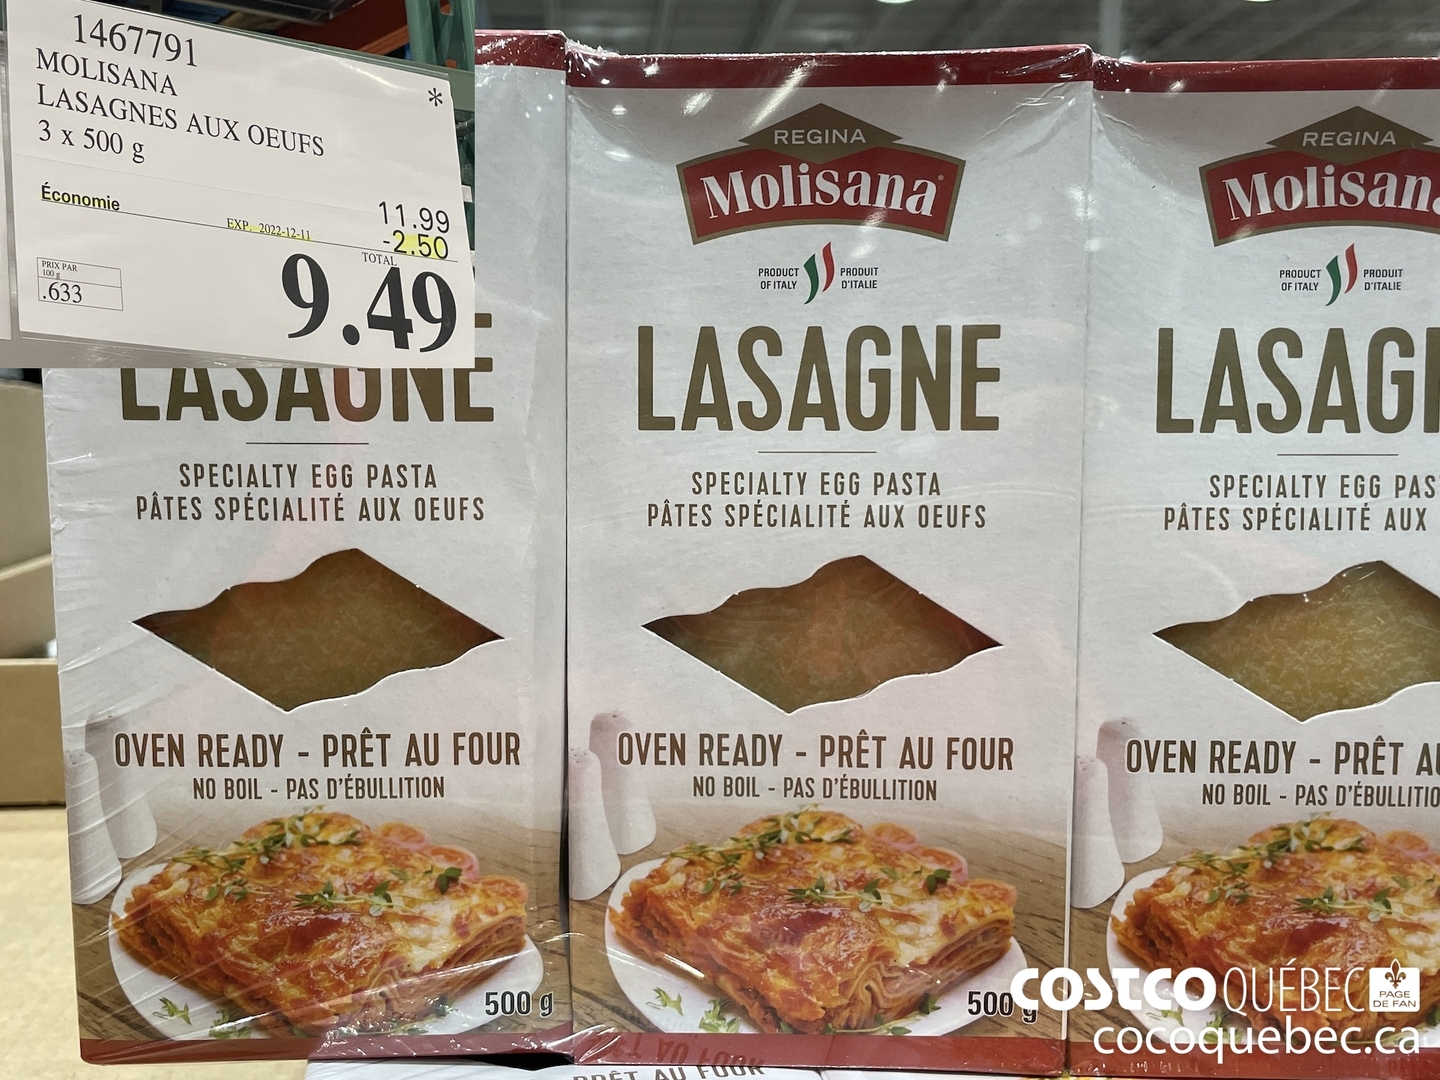 1467791
MOLISANA
LASAGNES AUX OEUFS
3 x 500 g
*
Économie
11.99
EXP. 2022-12-11
-2.50
TOTAL
9.49
PRIX PAR
100 g
.633
LASAGNE
SPECIALTY EGG PASTA
PÂTES SPÉCIALITÉ AUX OEUFS
OVEN READY - PRÊT AU FOUR
NO BOIL - PAS D'ÉBULLITION
500 g
REGINA
Molisana
PRODUCT OF ITALY
PRODUIT D'ITALIE
LASAGNE
SPECIALTY EGG PASTA
PÂTES SPÉCIALITÉ AUX OEUFS
OVEN READY - PRÊT AU FOUR
NO BOIL - PAS D'ÉBULLITION
500 g
REGINA
Molisana
PRODUCT OF ITALY
PRODUIT D'ITALIE
LASAG
SPECIALTY EGG PAS
PÂTES SPÉCIALITÉ AUX
OVEN READY - PRÊT AU
NO BOIL - PAS D'ÉBULLITIO
PRÊT AU FOUR
COSTCO QUÉBEC
PAGE DE FAN
cocoquebec.ca